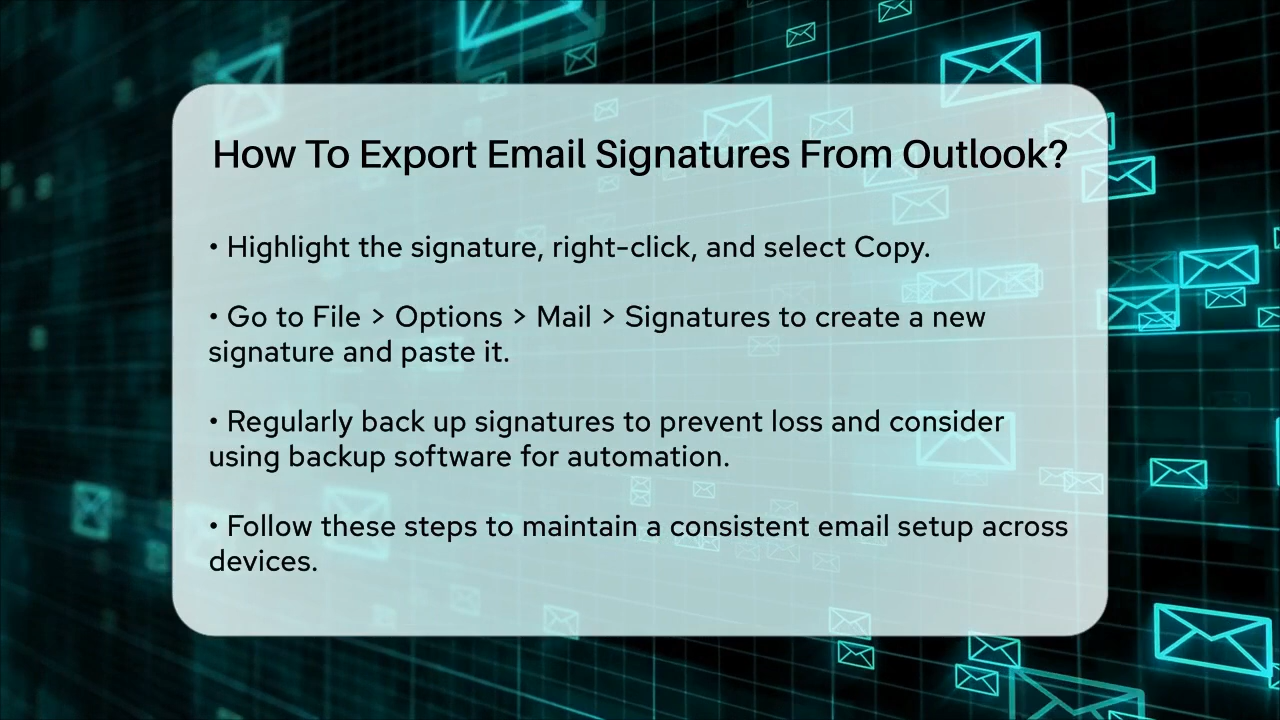 How To Export Email Signatures From Outlook?
• Highlight the signature, right-click, and select Copy.
• Go to File > Options > Mail > Signatures to create a new
signature and paste it.
• Regularly back up signatures to prevent loss and consider
using backup software for automation.
• Follow these steps to maintain a consistent email setup across
devices.